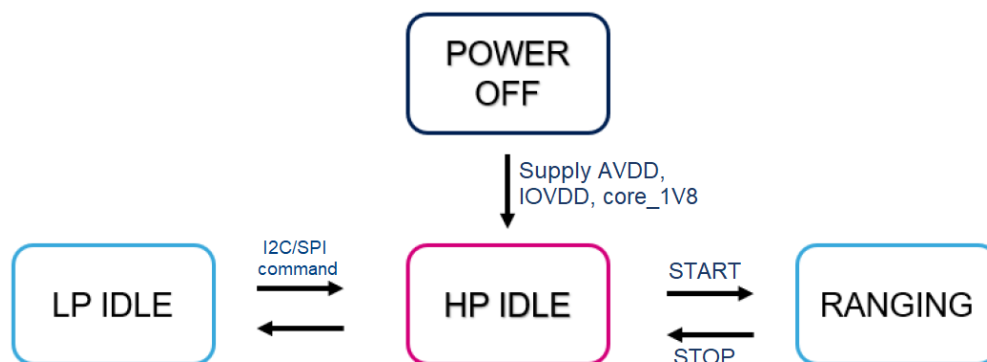 POWER
OFF
Supply AVDD,
IOVDD, core_1V8
I2C/SPI
command
LP IDLE
HP IDLE
START
STOP
RANGING